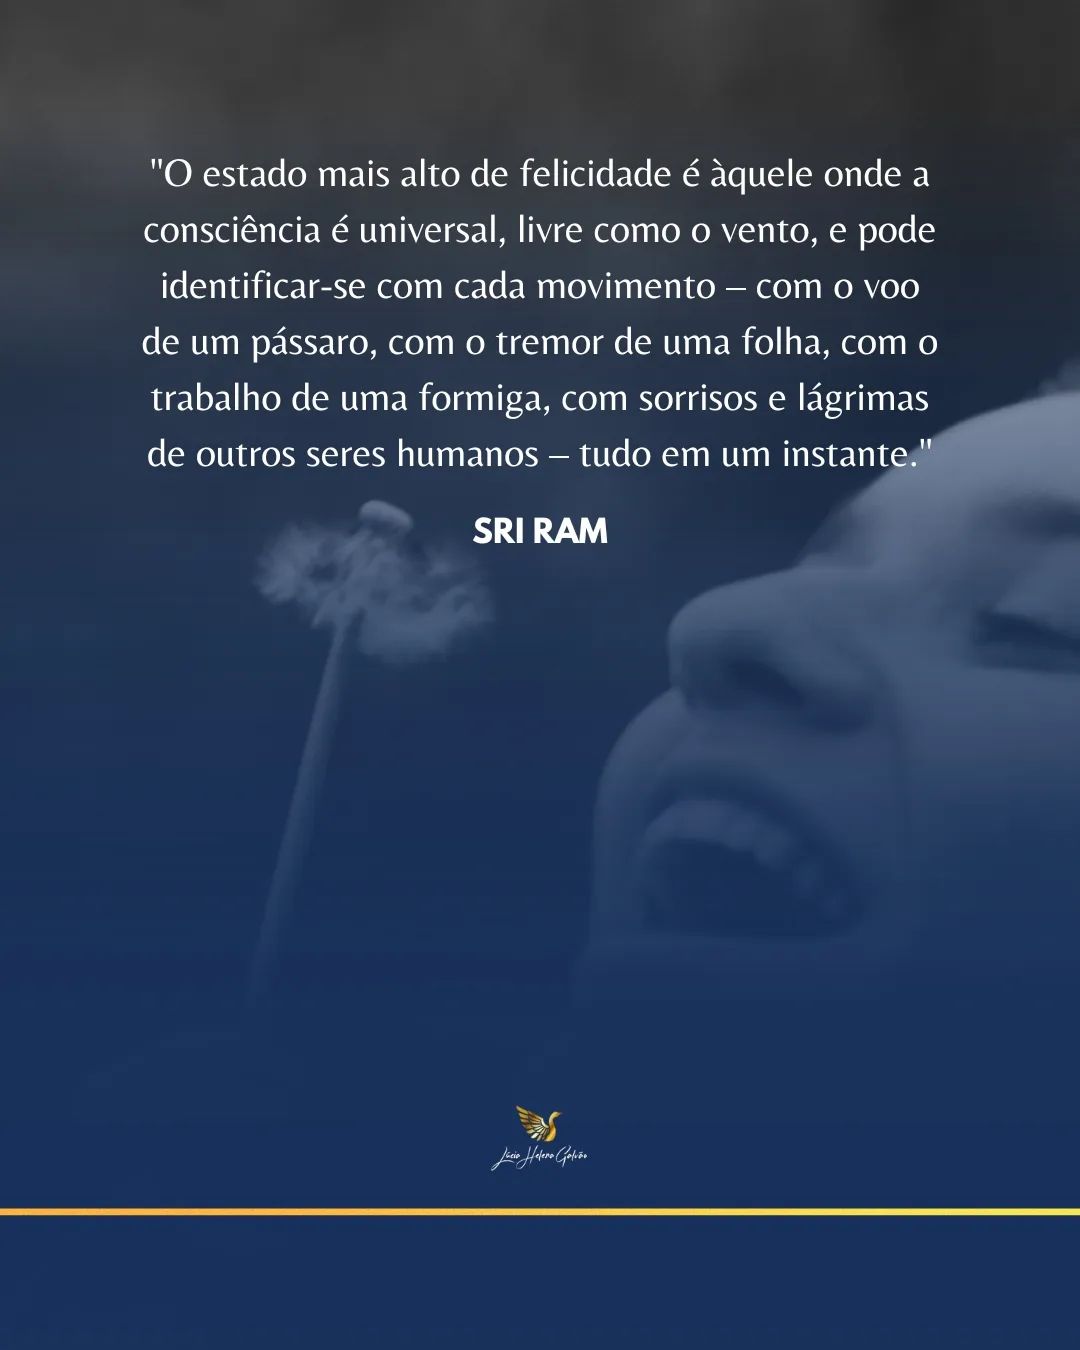 "O estado mais alto de felicidade é àquele onde a
consciência é universal, livre como o vento, e pode
identificar-se com cada movimento – com o voo
de um pássaro, com o tremor de uma folha, com o
trabalho de uma formiga, com sorrisos e lágrimas
de outros seres humanos – tudo em um instante."
SRI RAM
Lúcia Helena Galvão